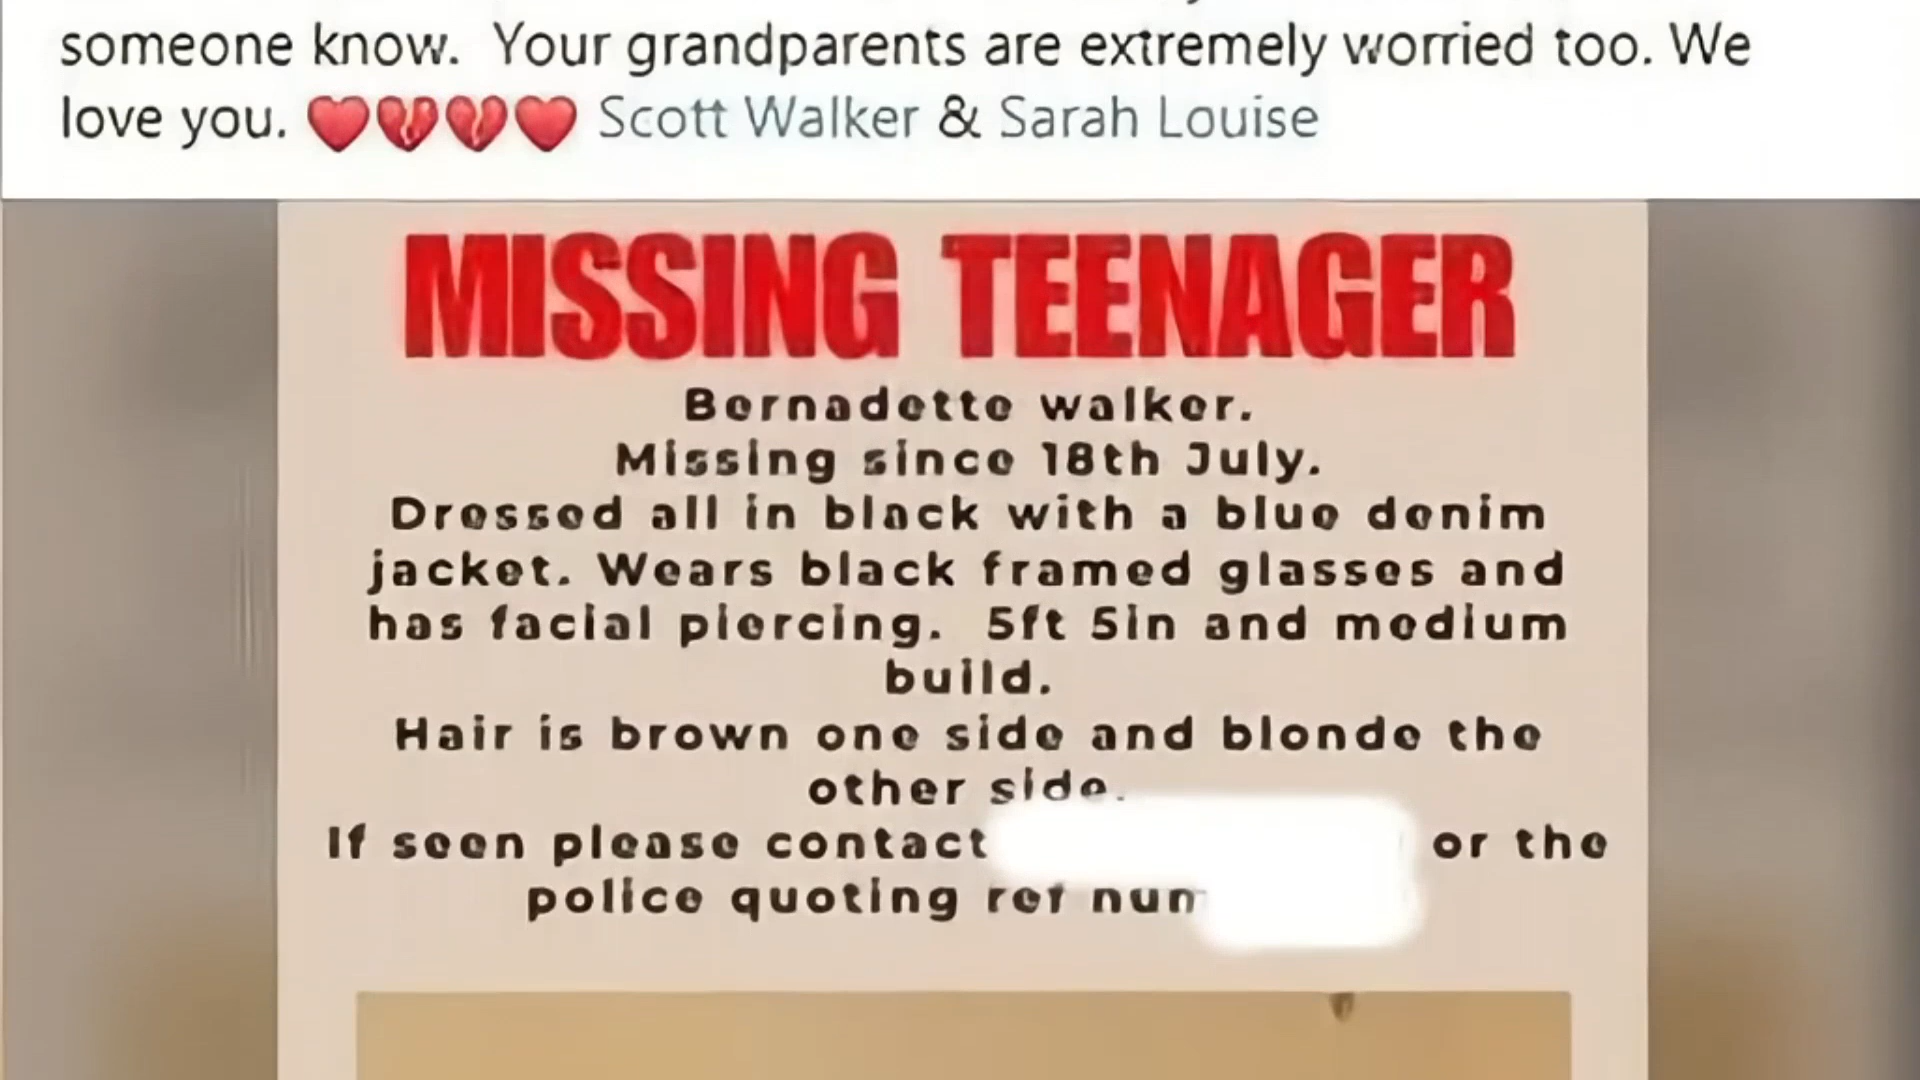 someone know. Your grandparents are extremely worried too. We
love you. ❤️💔💔❤️ Scott Walker & Sarah Louise
MISSING TEENAGER
Bernadette walker.
Missing since 18th July.
Dressed all in black with a blue denim
jacket. Wears black framed glasses and
has facial piercing. 5ft 5in and medium
build.
Hair is brown one side and blonde the
other side.
If seen please contact or the
police quoting ref num